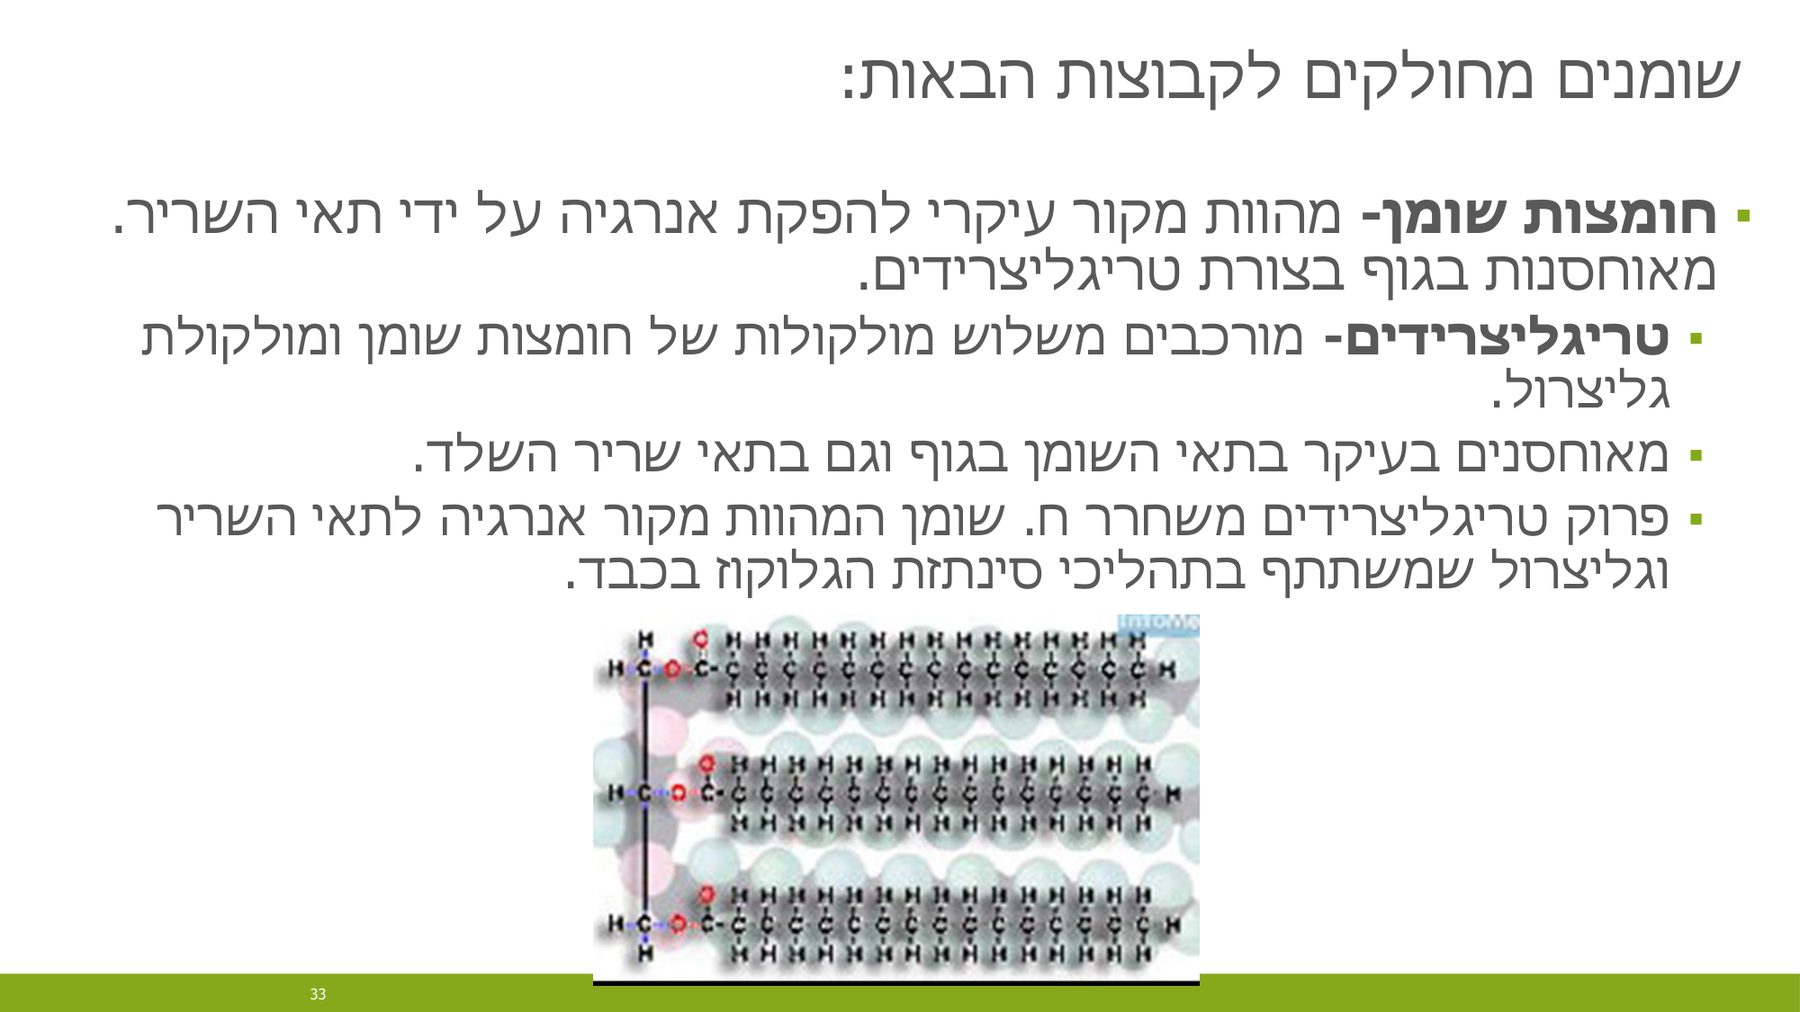 שומנים מחולקים לקבוצות הבאות:
▪ חומצות שומן- מהוות מקור עיקרי להפקת אנרגיה על ידי תאי השריר.
מאוחסנות בגוף בצורת טריגליצרידים.
▪ טריגליצרידים- מורכבים משלוש מולקולות של חומצות שומן ומולקולת
גליצרול.
▪ מאוחסנים בעיקר בתאי השומן בגוף וגם בתאי שריר השלד.
▪ פרוק טריגליצרידים משחרר ח. שומן המהוות מקור אנרגיה לתאי השריר
וגליצרול שמשתתף בתהליכי סינתזת הגלוקוז בכבד.
H O H H H H H H H H H H H H H H H
H C O C C C C C C C C C C C C C C C C H
H H H H H H H H H H H H H H H
O H H H H H H H H H H H H H H H
H C O C C C C C C C C C C C C C C C C H
H H H H H H H H H H H H H H H
O H H H H H H H H H H H H H H H
H C O C C C C C C C C C C C C C C C C H
H H H H H H H H H H H H H H H H
33